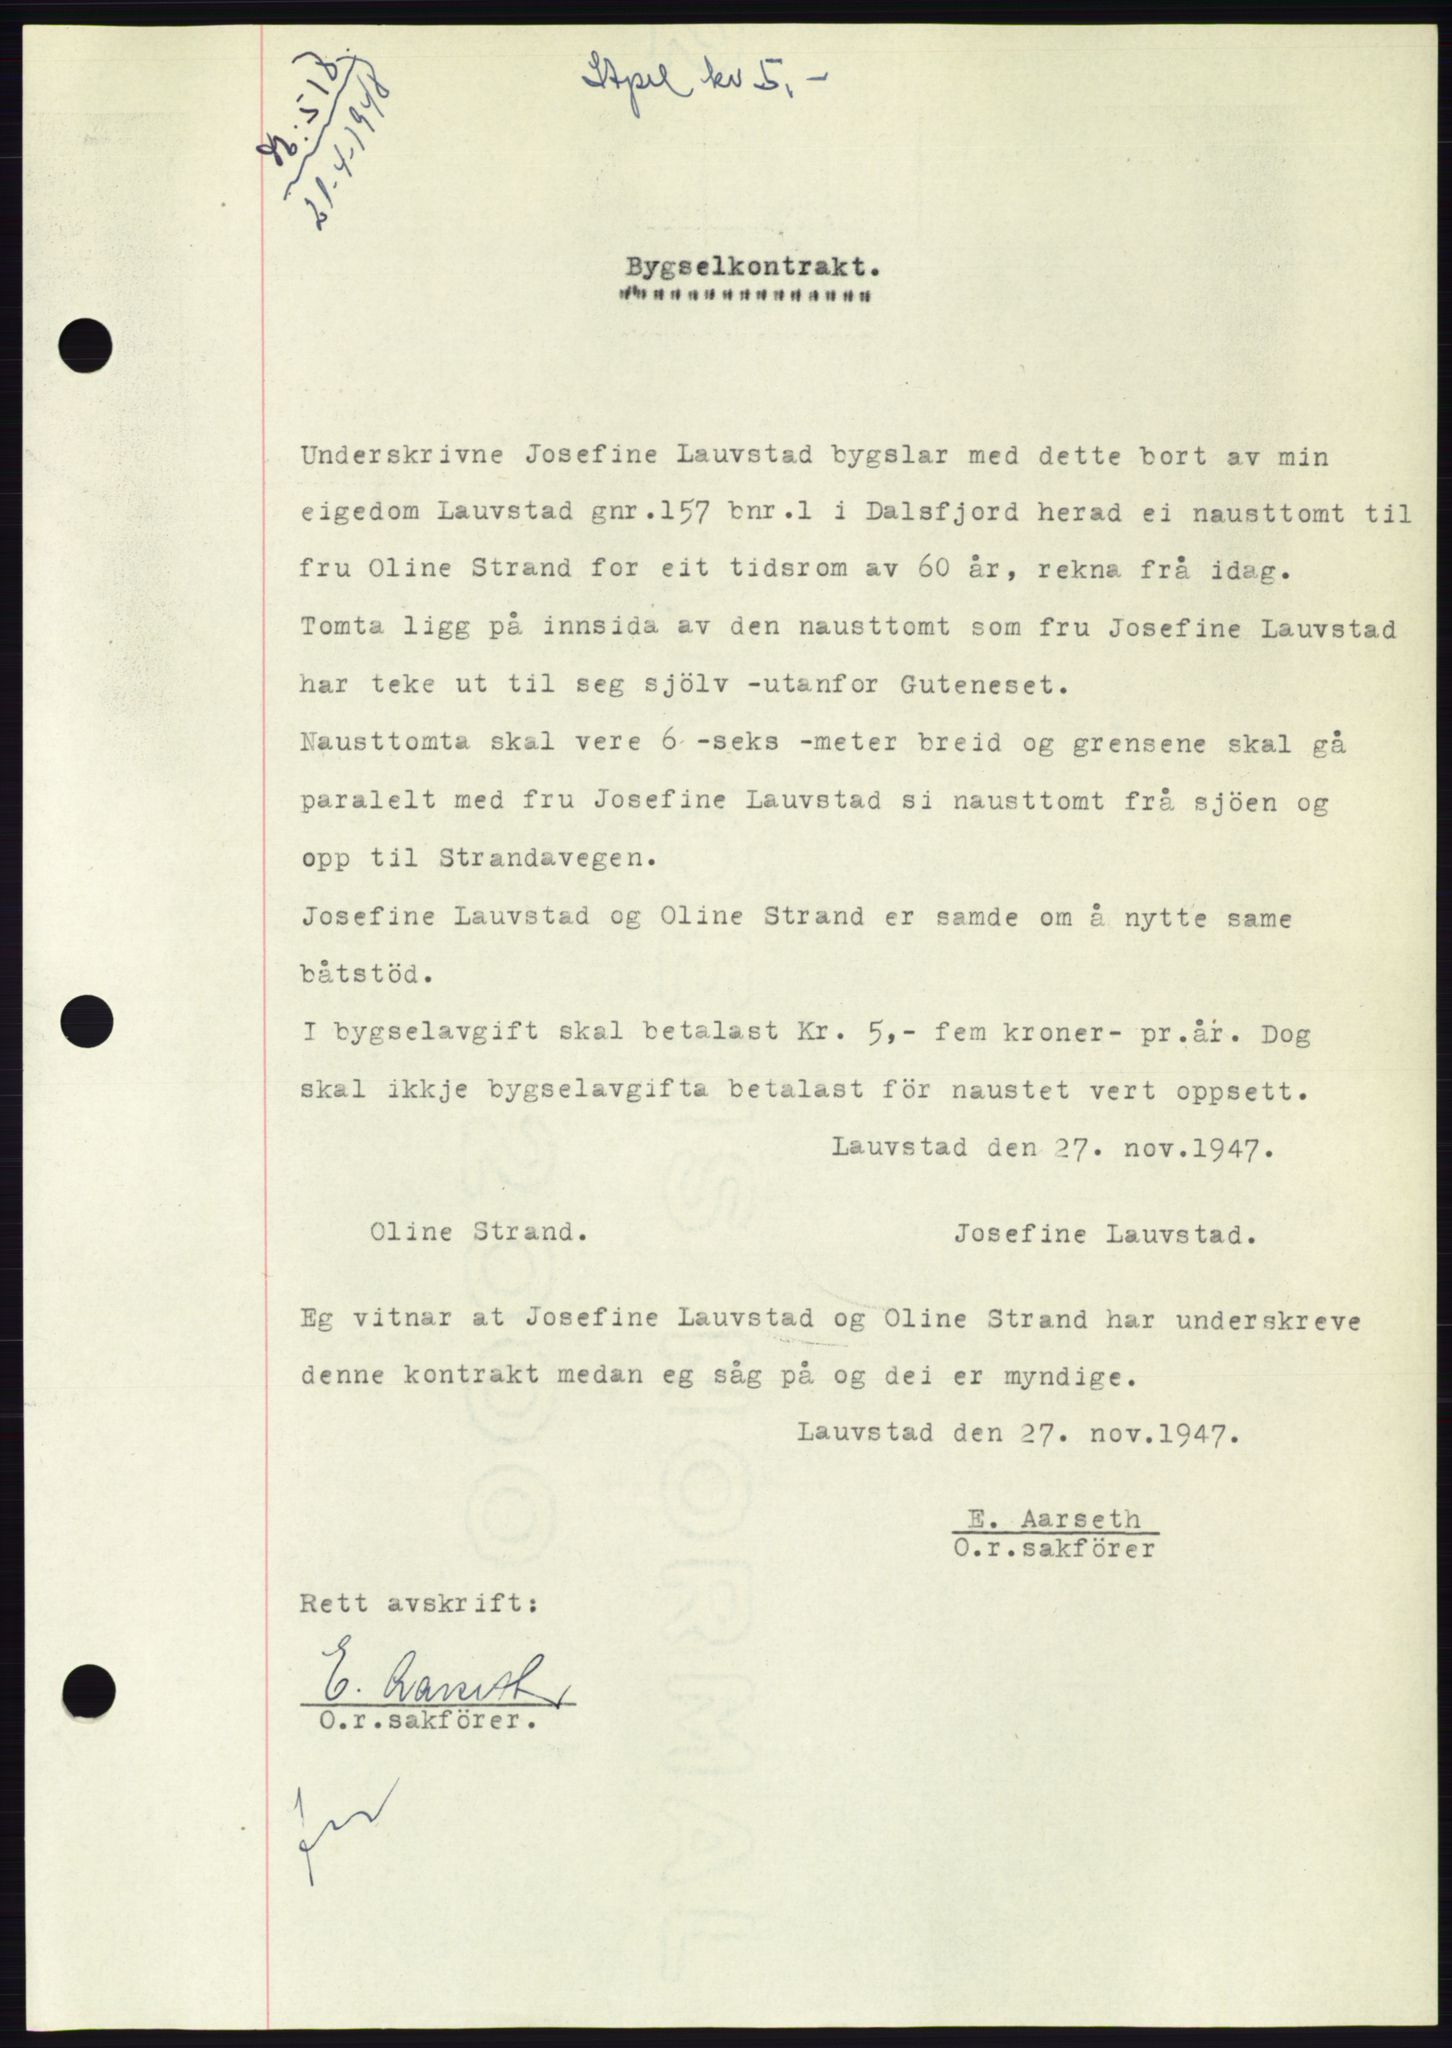 Stpel kr 5,-
Nr: 518
21-4-1948
Bygselkontrakt.
Underskrivne Josefine Lauvstad bygslar med dette bort av min
eigedom Lauvstad gnr.157 bnr.1 i Dalsfjord herad ei nausttomt til
fru Oline Strand for eit tidsrom av 60 år, rekna frå idag.
Tomta ligg på innsida av den nausttomt som fru Josefine Lauvstad
har teke ut til seg sjölv -utanfor Guteneset.
Nausttomta skal vere 6 -seks -meter breid og grensene skal gå
paralelt med fru Josefine Lauvstad si nausttomt frå sjöen og
opp til Strandavegen.
Josefine Lauvstad og Oline Strand er samde om å nytte same
båtstöd.
I bygselavgift skal betalast Kr. 5,- fem kroner- pr.år. Dog
skal ikkje bygselavgifta betalast för naustet vert oppsett.
Lauvstad den 27. nov.1947.
Oline Strand. Josefine Lauvstad.
Eg vitnar at Josefine Lauvstad og Oline Strand har underskreve
denne kontrakt medan eg såg på og dei er myndige.
Lauvstad den 27. nov.1947.
E. Aarseth
O.r.sakförer
Rett avskrift:
E. Aarseth
O.r.sakförer.